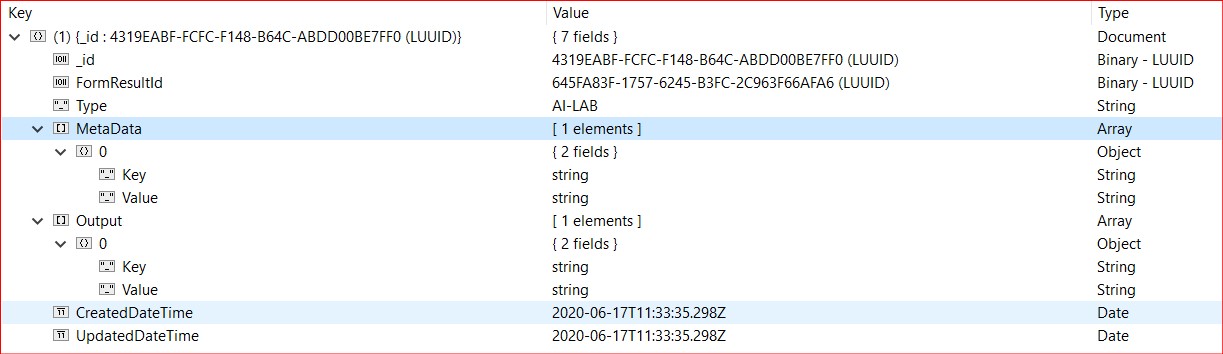 Key Value Type
(1) {_id : 4319EABF-FCFC-F148-B64C-ABDD00BE7FF0 (LUUID)} { 7 fields } Document
_id 4319EABF-FCFC-F148-B64C-ABDD00BE7FF0 (LUUID) Binary - LUUID
FormResultId 645FA83F-1757-6245-B3FC-2C963F66AFA6 (LUUID) Binary - LUUID
Type AI-LAB String
MetaData [ 1 elements ] Array
0 { 2 fields } Object
Key string String
Value string String
Output [ 1 elements ] Array
0 { 2 fields } Object
Key string String
Value string String
CreatedDateTime 2020-06-17T11:33:35.298Z Date
UpdatedDateTime 2020-06-17T11:33:35.298Z Date